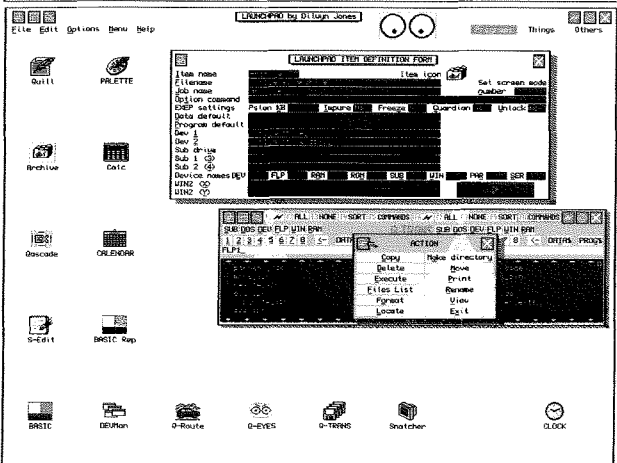 LAUNCHPAD by Dilwyn Jones
File Edit Options Menu Help
Things Others
Quill PALETTE
Archive Calc
Qascade CALENDAR
S-Edit BASIC Rep
BASIC DEVMan Q-Route Q-EYES Q-TRANS Snatcher CLOCK
LAUNCHPAD ITEM DEFINITION FORM
Item name
Item icon
Filename
Set screen mode
Job name
number
Option command
EXEP settings Psion KB Impure Freeze Guardian Unlock
Data default
Program default
Dev 1
Dev 2
Sub drive
Sub 1 (3)
Sub 2 (4)
Device names DEV FLP RAM ROM SUB WIN PAR SER
WIN2 (X)
WIN2 (Y)
ALL NONE SORT COMMANDS ALL NONE SORT COMMANDS
SUB DOS DEV FLP WIN RAM SUB DOS DEV FLP WIN RAM
1 2 3 4 5 6 7 8 <- DATA$ PROG$
FLP1_
ACTION
Copy Make directory
Delete Move
Execute Print
Files List Rename
Format View
Locate Exit